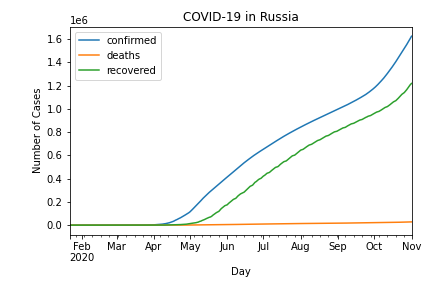 COVID-19 in Russia
1e6
confirmed
deaths
recovered
1.6
1.4
1.2
1.0
0.8
0.6
0.4
0.2
0.0
Number of Cases
Feb Mar Apr May Jun Jul Aug Sep Oct Nov
2020
Day